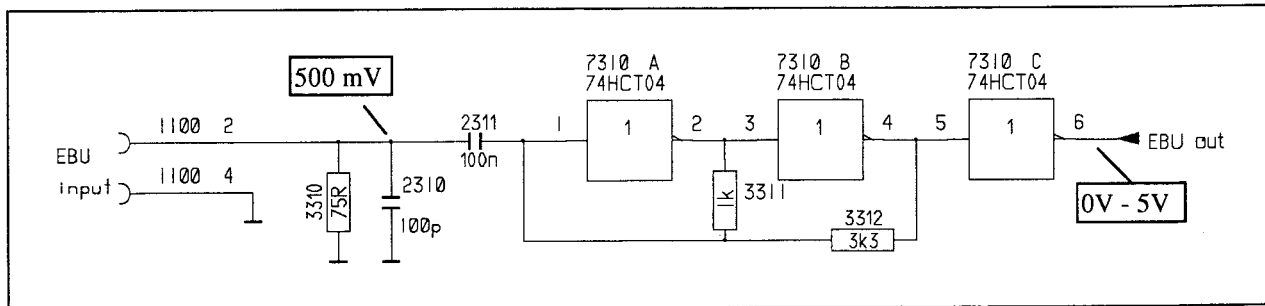 7310 A
74HCT04
7310 B
74HCT04
7310 C
74HCT04
500 mV
1100 2
2311
100n
1
1
2
3
1
4
5
1
6
EBU
input
EBU out
1100 4
3310
75R
2310
100p
1k
3311
3312
3k3
0V - 5V